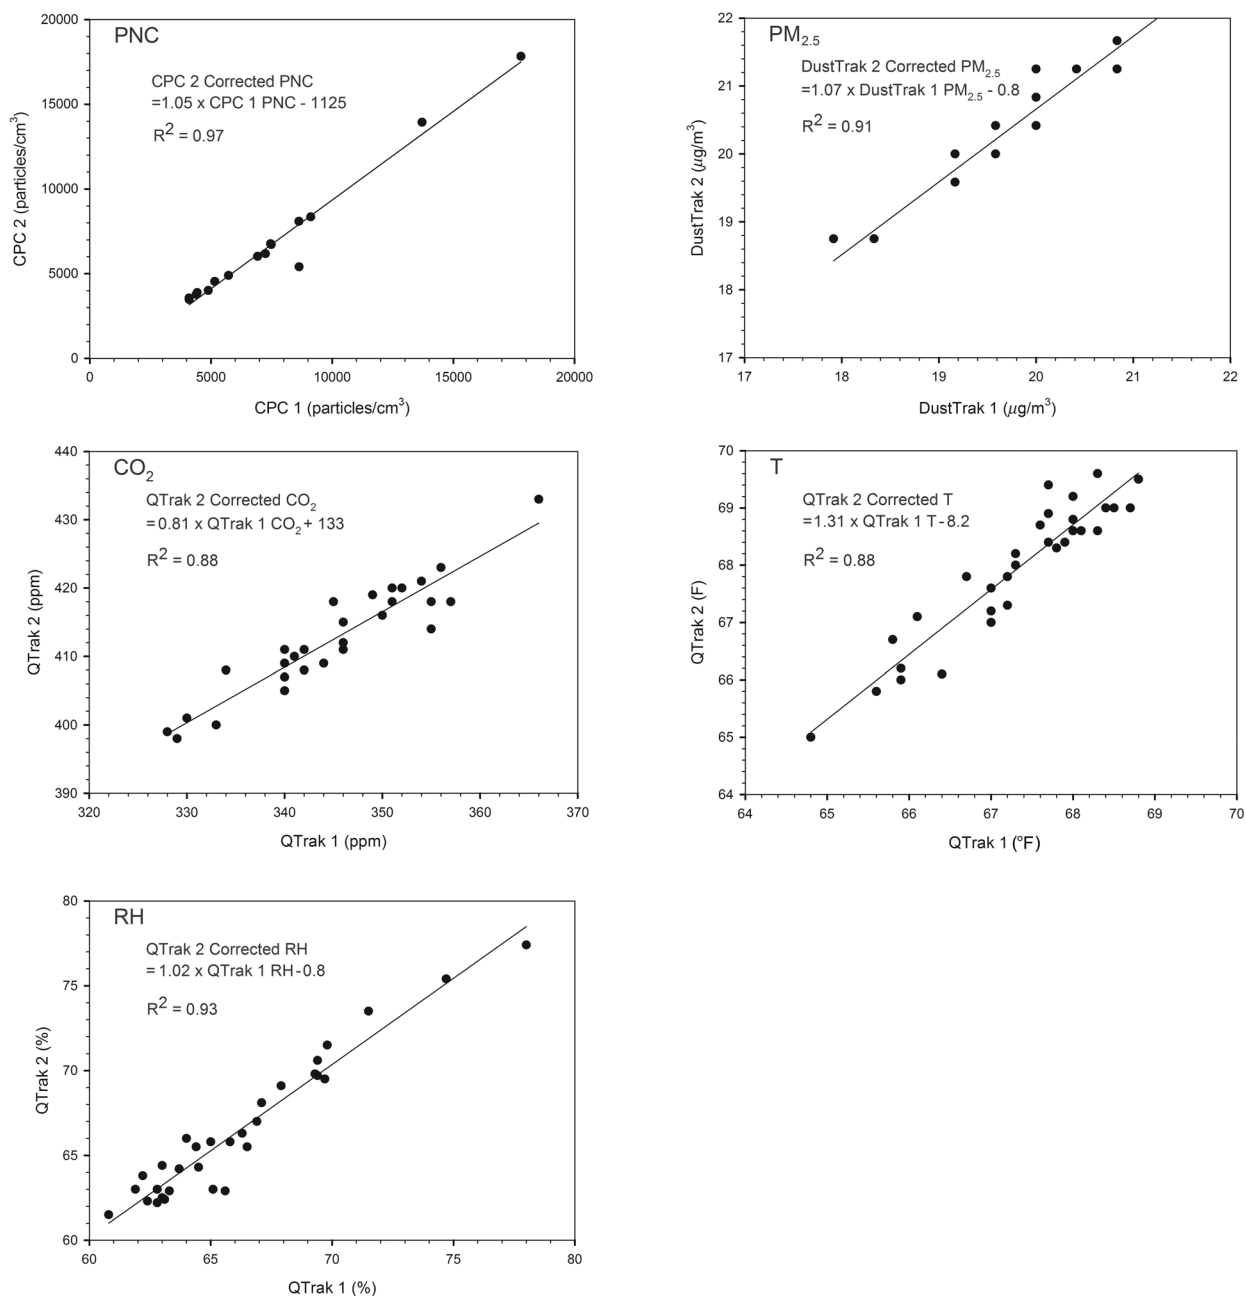 PNC
CPC 2 Corrected PNC
=1.05 x CPC 1 PNC - 1125
R² = 0.97
20000
15000
10000
5000
0
CPC 2 (particles/cm³)
0 5000 10000 15000 20000
CPC 1 (particles/cm³)
PM₂.₅
DustTrak 2 Corrected PM₂.₅
=1.07 x DustTrak 1 PM₂.₅ - 0.8
R² = 0.91
22
21
20
19
18
17
DustTrak 2 (µg/m³)
17 18 19 20 21 22
DustTrak 1 (µg/m³)
CO₂
QTrak 2 Corrected CO₂
=0.81 x QTrak 1 CO₂ + 133
R² = 0.88
440
430
420
410
400
390
QTrak 2 (ppm)
320 330 340 350 360 370
QTrak 1 (ppm)
T
QTrak 2 Corrected T
=1.31 x QTrak 1 T - 8.2
R² = 0.88
70
69
68
67
66
65
64
QTrak 2 (F)
64 65 66 67 68 69 70
QTrak 1 (°F)
RH
QTrak 2 Corrected RH
= 1.02 x QTrak 1 RH - 0.8
R² = 0.93
80
75
70
65
60
QTrak 2 (%)
60 65 70 75 80
QTrak 1 (%)